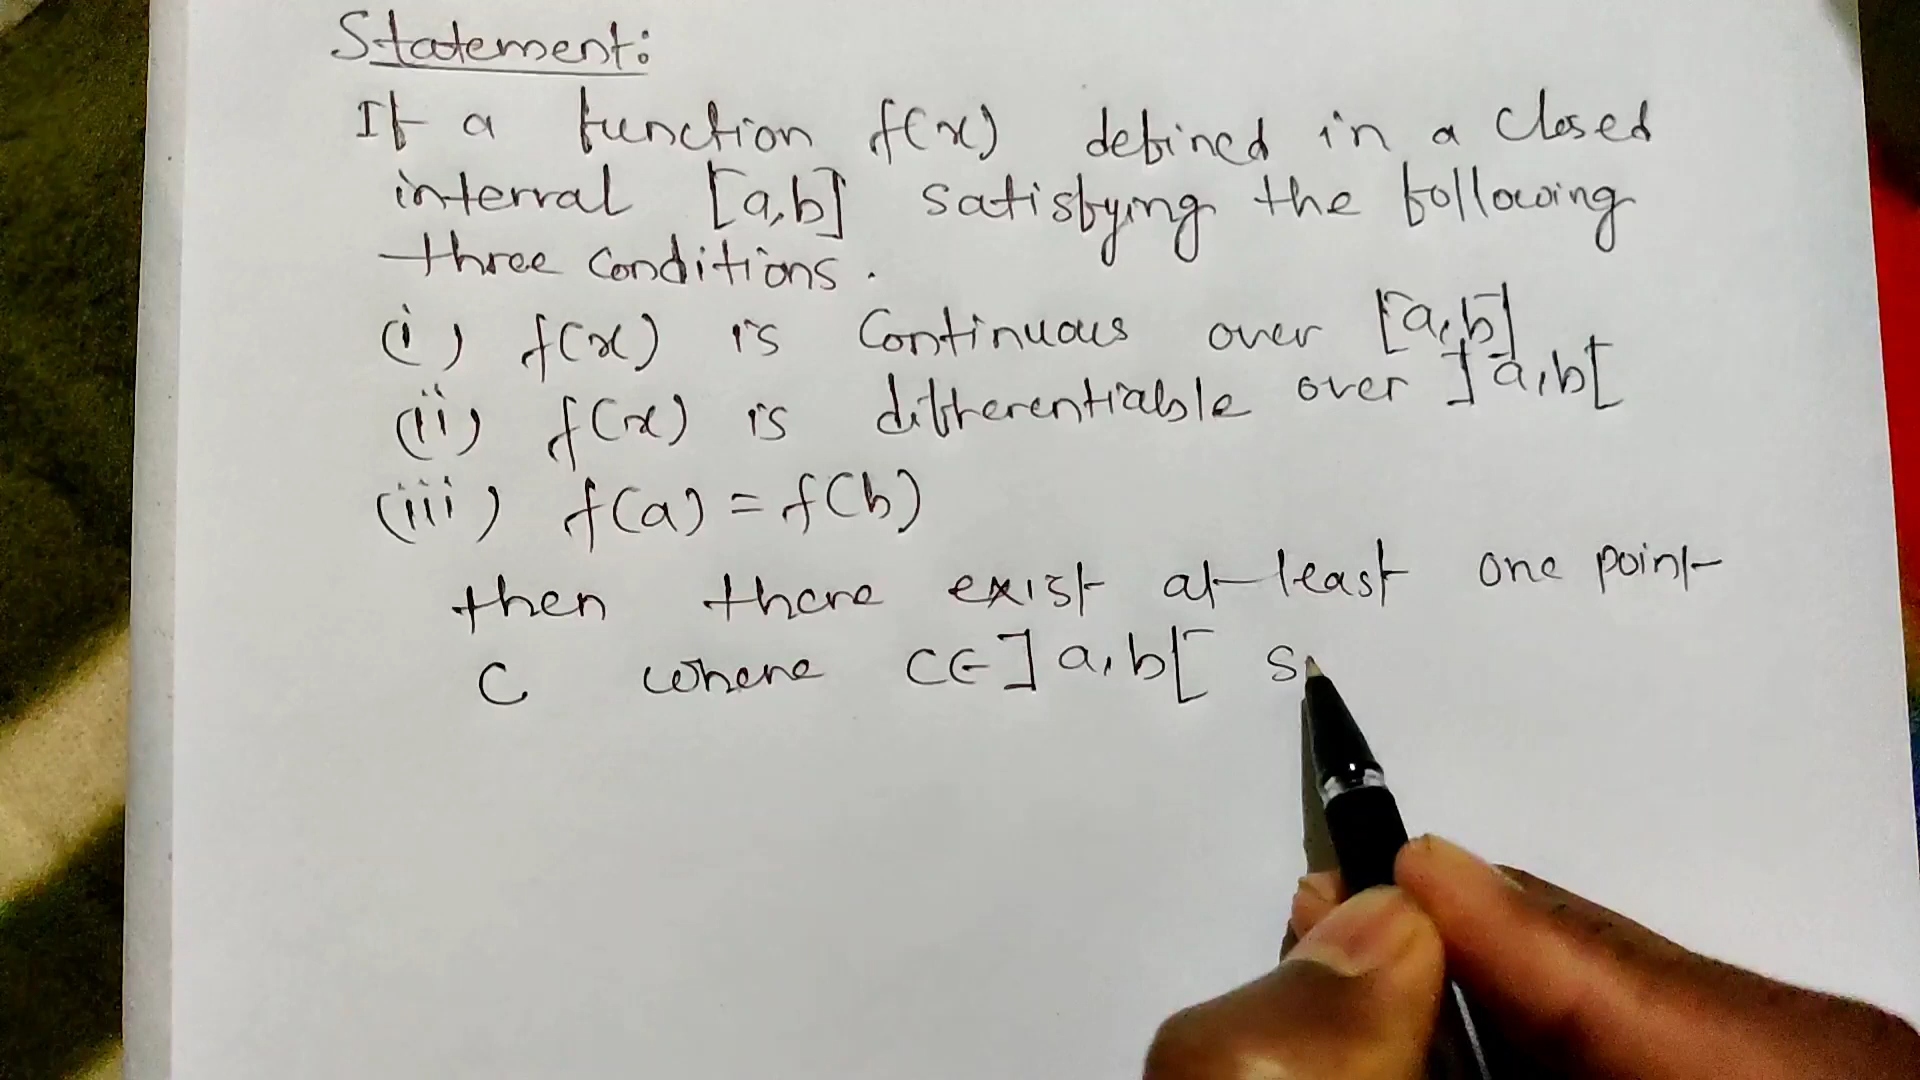 Statement:
If a function f(x) defined in a closed
interval [a,b] satisfying the following
three conditions.
(i) f(x) is continuous over [a,b]
(ii) f(x) is differentiable over ]a,b[
(iii) f(a) = f(b)
then there exist at least one point
C where C∈]a,b[ s